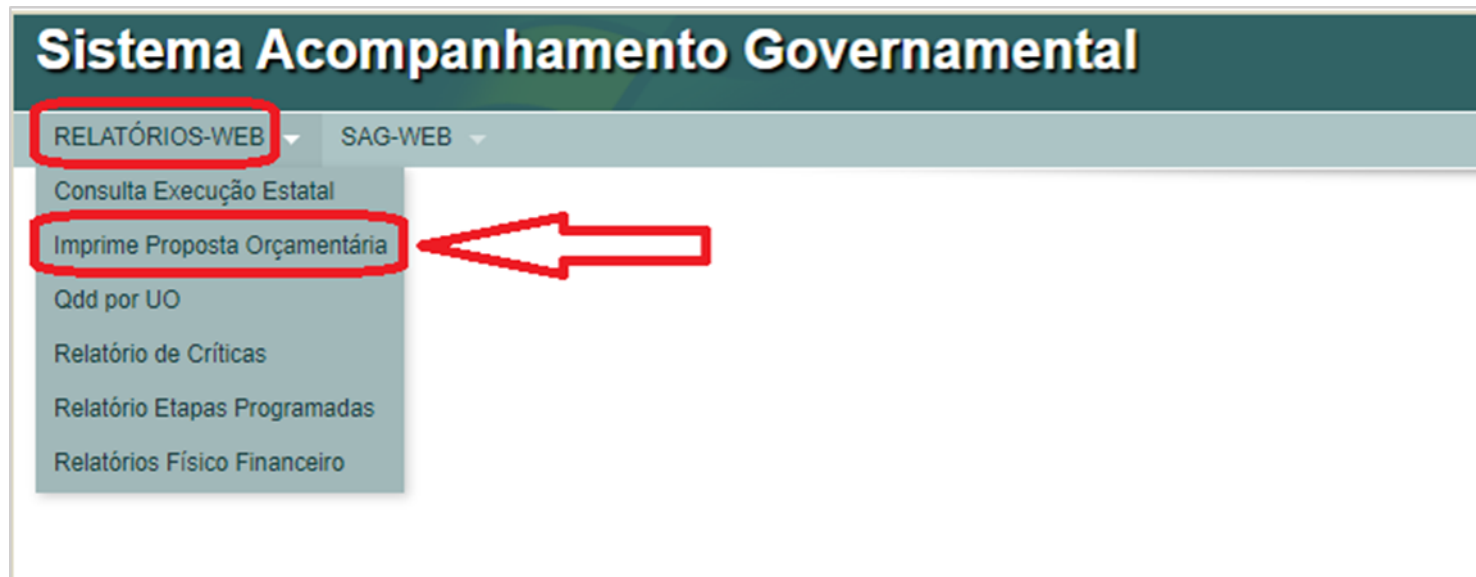 Sistema Acompanhamento Governamental
RELATÓRIOS-WEB SAG-WEB
Consulta Execução Estatal
Imprime Proposta Orçamentária
Qdd por UO
Relatório de Críticas
Relatório Etapas Programadas
Relatórios Físico Financeiro